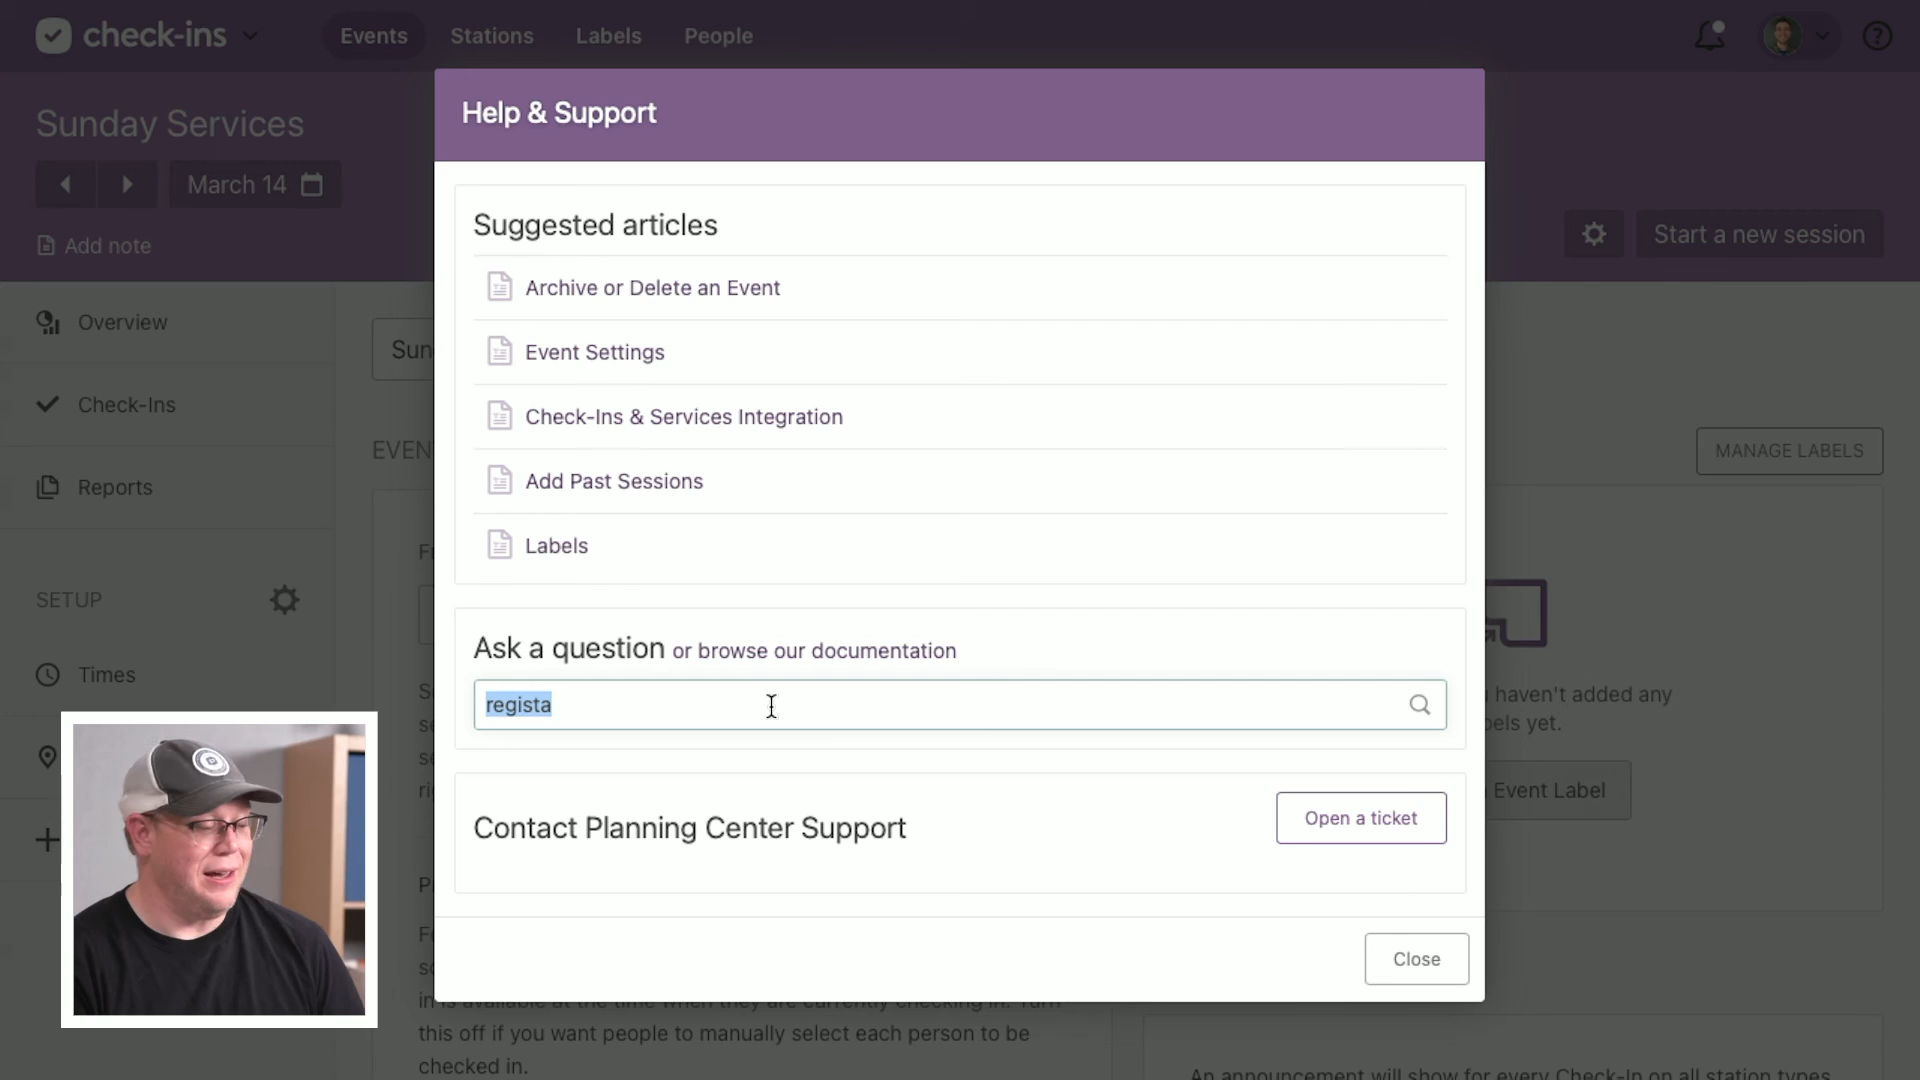 check-ins
Events
Stations
Labels
People
Sunday Services
March 14
Add note
Start a new session
Overview
Check-Ins
Reports
SETUP
Times
Sun
EVEN
MANAGE LABELS
Help & Support
Suggested articles
Archive or Delete an Event
Event Settings
Check-Ins & Services Integration
Add Past Sessions
Labels
Ask a question or browse our documentation
regista
Contact Planning Center Support
Open a ticket
Close
haven't added any
yet.
Event Label
this off if you want people to manually select each person to be
checked in.
An announcement will show for every Check-In on all station types